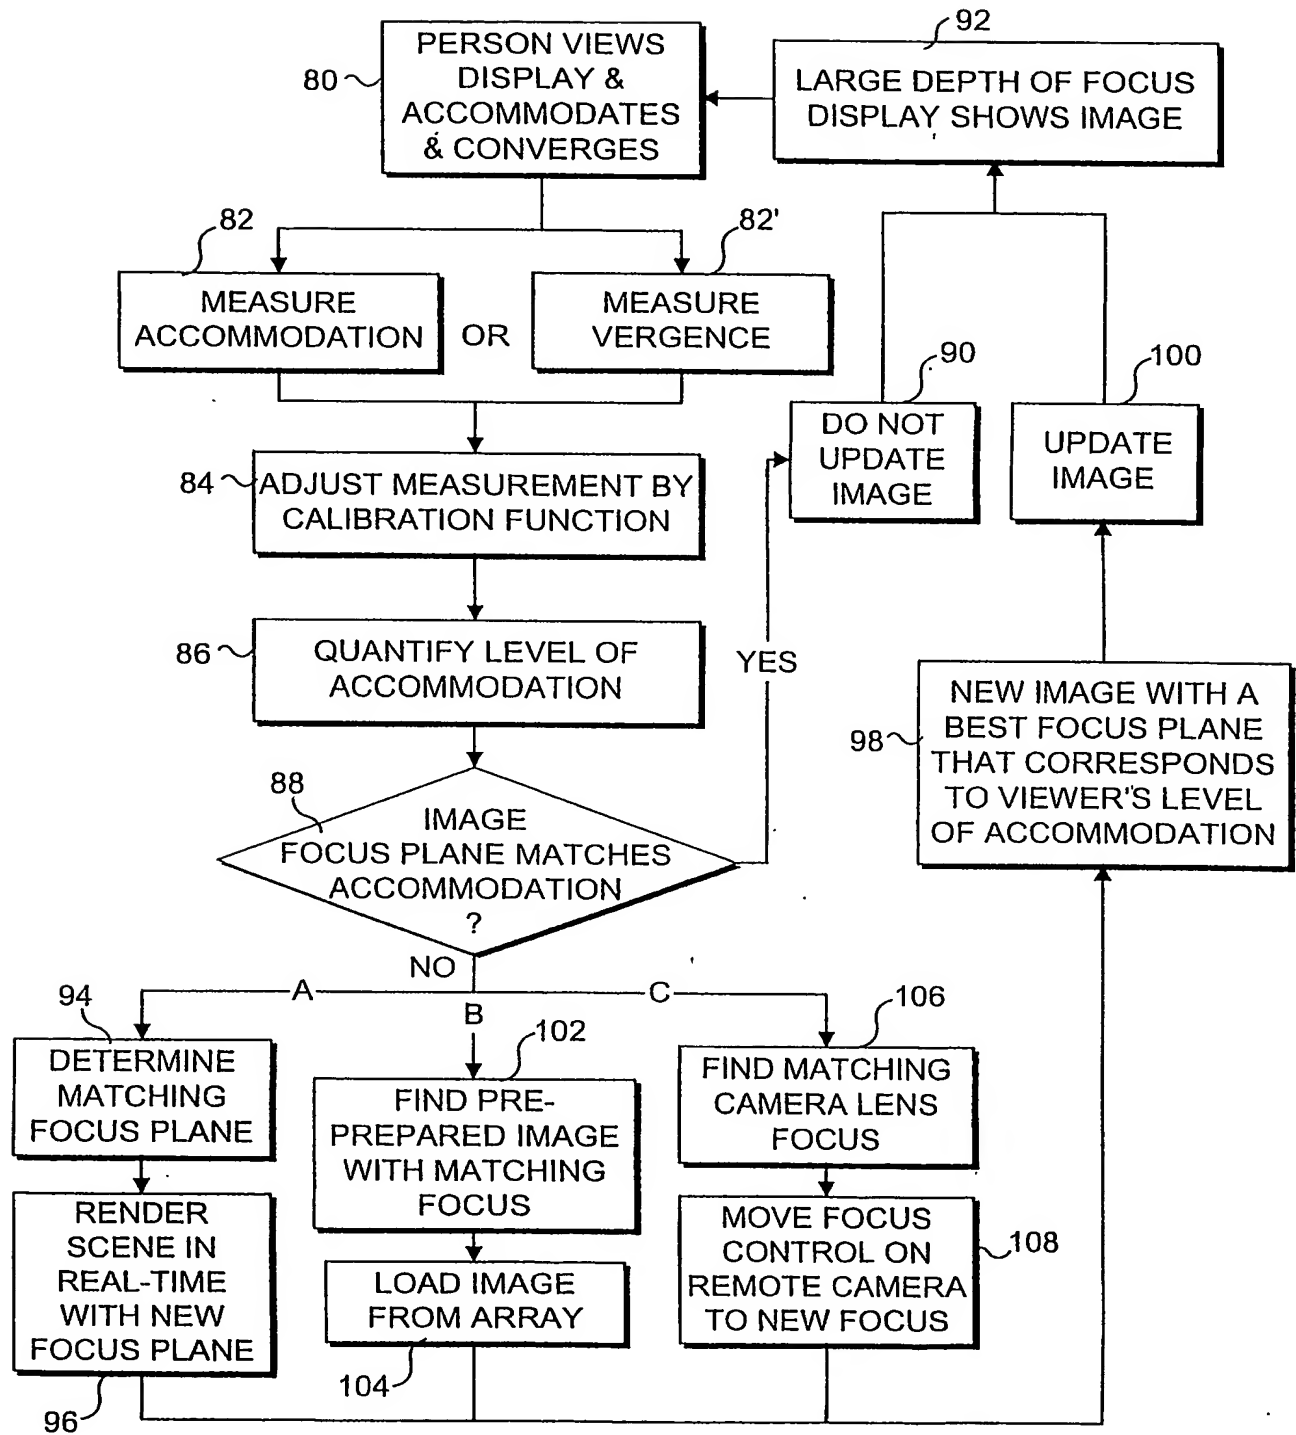 92
PERSON VIEWS
DISPLAY &
ACCOMMODATES
& CONVERGES
80
LARGE DEPTH OF FOCUS
DISPLAY SHOWS IMAGE
82
82'
MEASURE
ACCOMMODATION
OR
MEASURE
VERGENCE
90
100
DO NOT
UPDATE
IMAGE
UPDATE
IMAGE
84
ADJUST MEASUREMENT BY
CALIBRATION FUNCTION
86
QUANTIFY LEVEL OF
ACCOMMODATION
YES
98
NEW IMAGE WITH A
BEST FOCUS PLANE
THAT CORRESPONDS
TO VIEWER'S LEVEL
OF ACCOMMODATION
88
IMAGE
FOCUS PLANE MATCHES
ACCOMMODATION
?
NO
A
B
C
94
DETERMINE
MATCHING
FOCUS PLANE
102
FIND PRE-
PREPARED IMAGE
WITH MATCHING
FOCUS
106
FIND MATCHING
CAMERA LENS
FOCUS
RENDER
SCENE IN
REAL-TIME
WITH NEW
FOCUS PLANE
96
LOAD IMAGE
FROM ARRAY
104
MOVE FOCUS
CONTROL ON
REMOTE CAMERA
TO NEW FOCUS
108